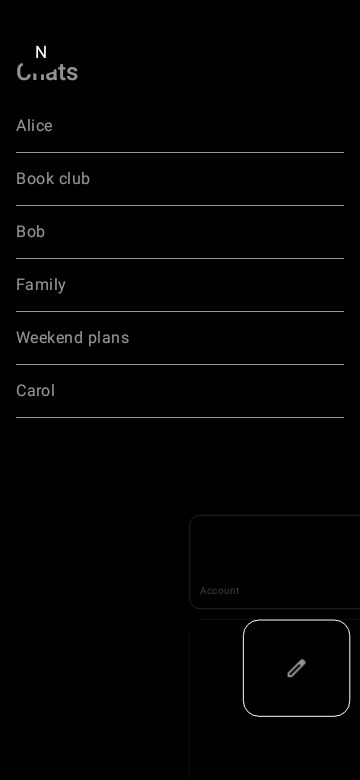 N
Chats
Alice
Book club
Bob
Family
Weekend plans
Carol
Account